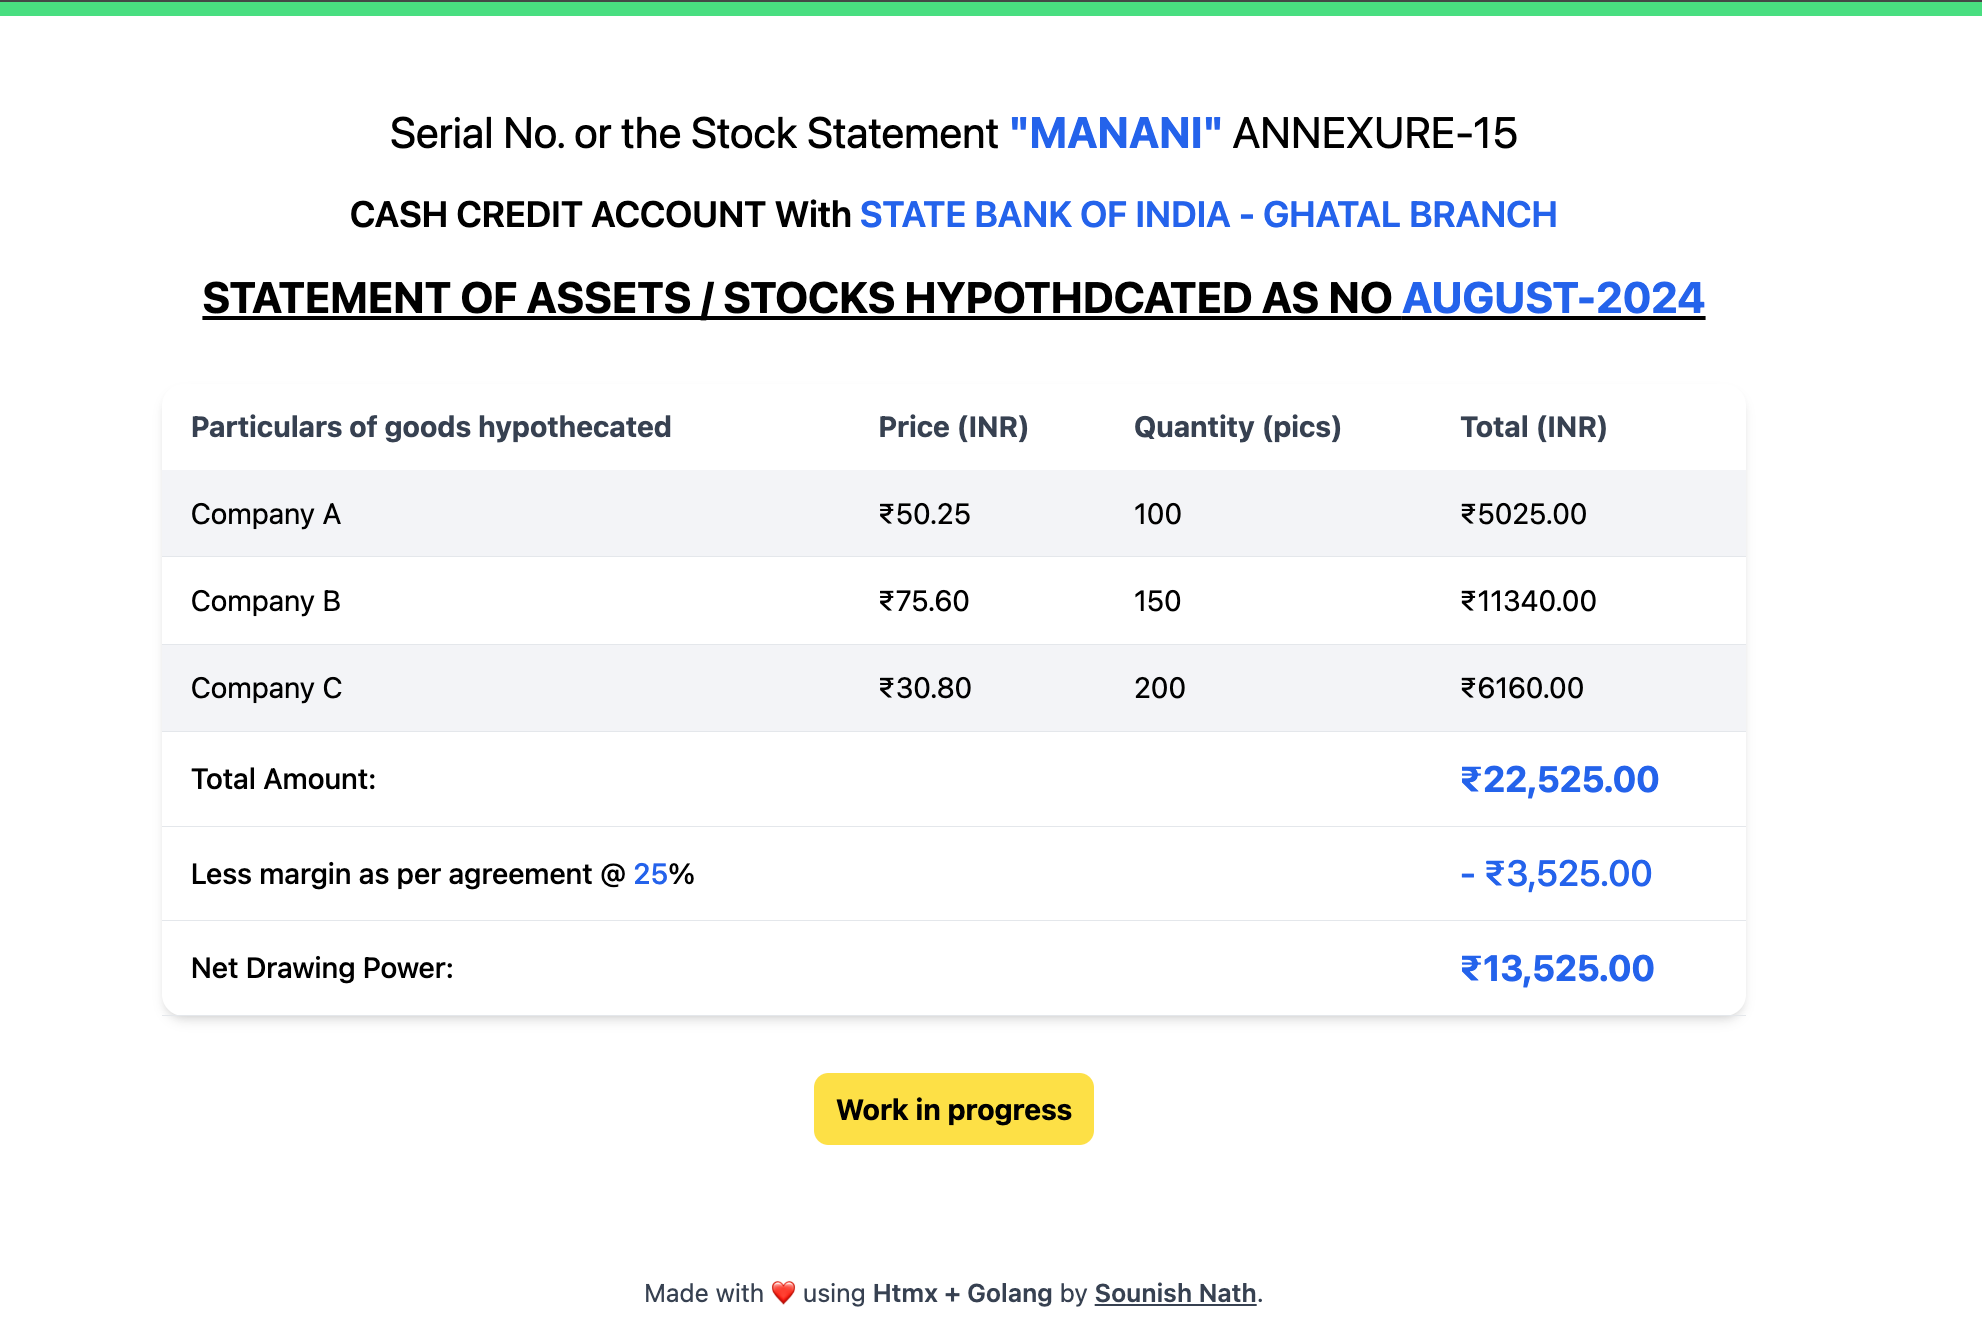 Serial No. or the Stock Statement "MANANI" ANNEXURE-15
CASH CREDIT ACCOUNT With STATE BANK OF INDIA - GHATAL BRANCH
STATEMENT OF ASSETS / STOCKS HYPOTHDCATED AS NO AUGUST-2024
Particulars of goods hypothecated Price (INR) Quantity (pics) Total (INR)
Company A ₹50.25 100 ₹5025.00
Company B ₹75.60 150 ₹11340.00
Company C ₹30.80 200 ₹6160.00
Total Amount: ₹22,525.00
Less margin as per agreement @ 25% - ₹3,525.00
Net Drawing Power: ₹13,525.00
Work in progress
Made with ❤️ using Htmx + Golang by Sounish Nath.